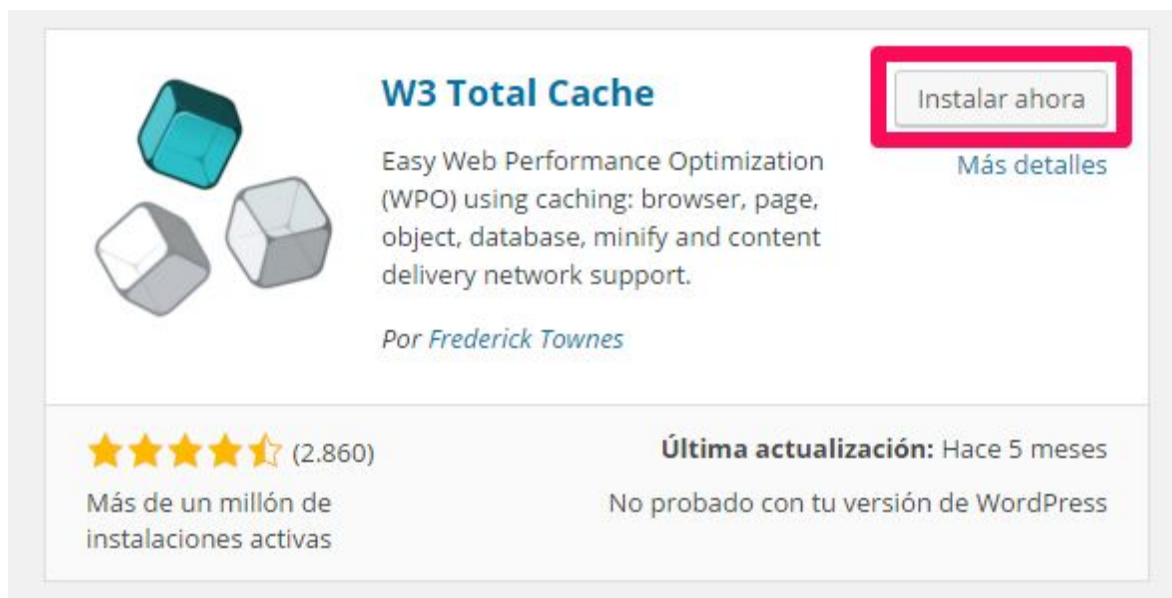 W3 Total Cache
Instalar ahora
Más detalles
Easy Web Performance Optimization
(WPO) using caching: browser, page,
object, database, minify and content
delivery network support.
Por Frederick Townes
(2.860)
Más de un millón de
instalaciones activas
Última actualización: Hace 5 meses
No probado con tu versión de WordPress